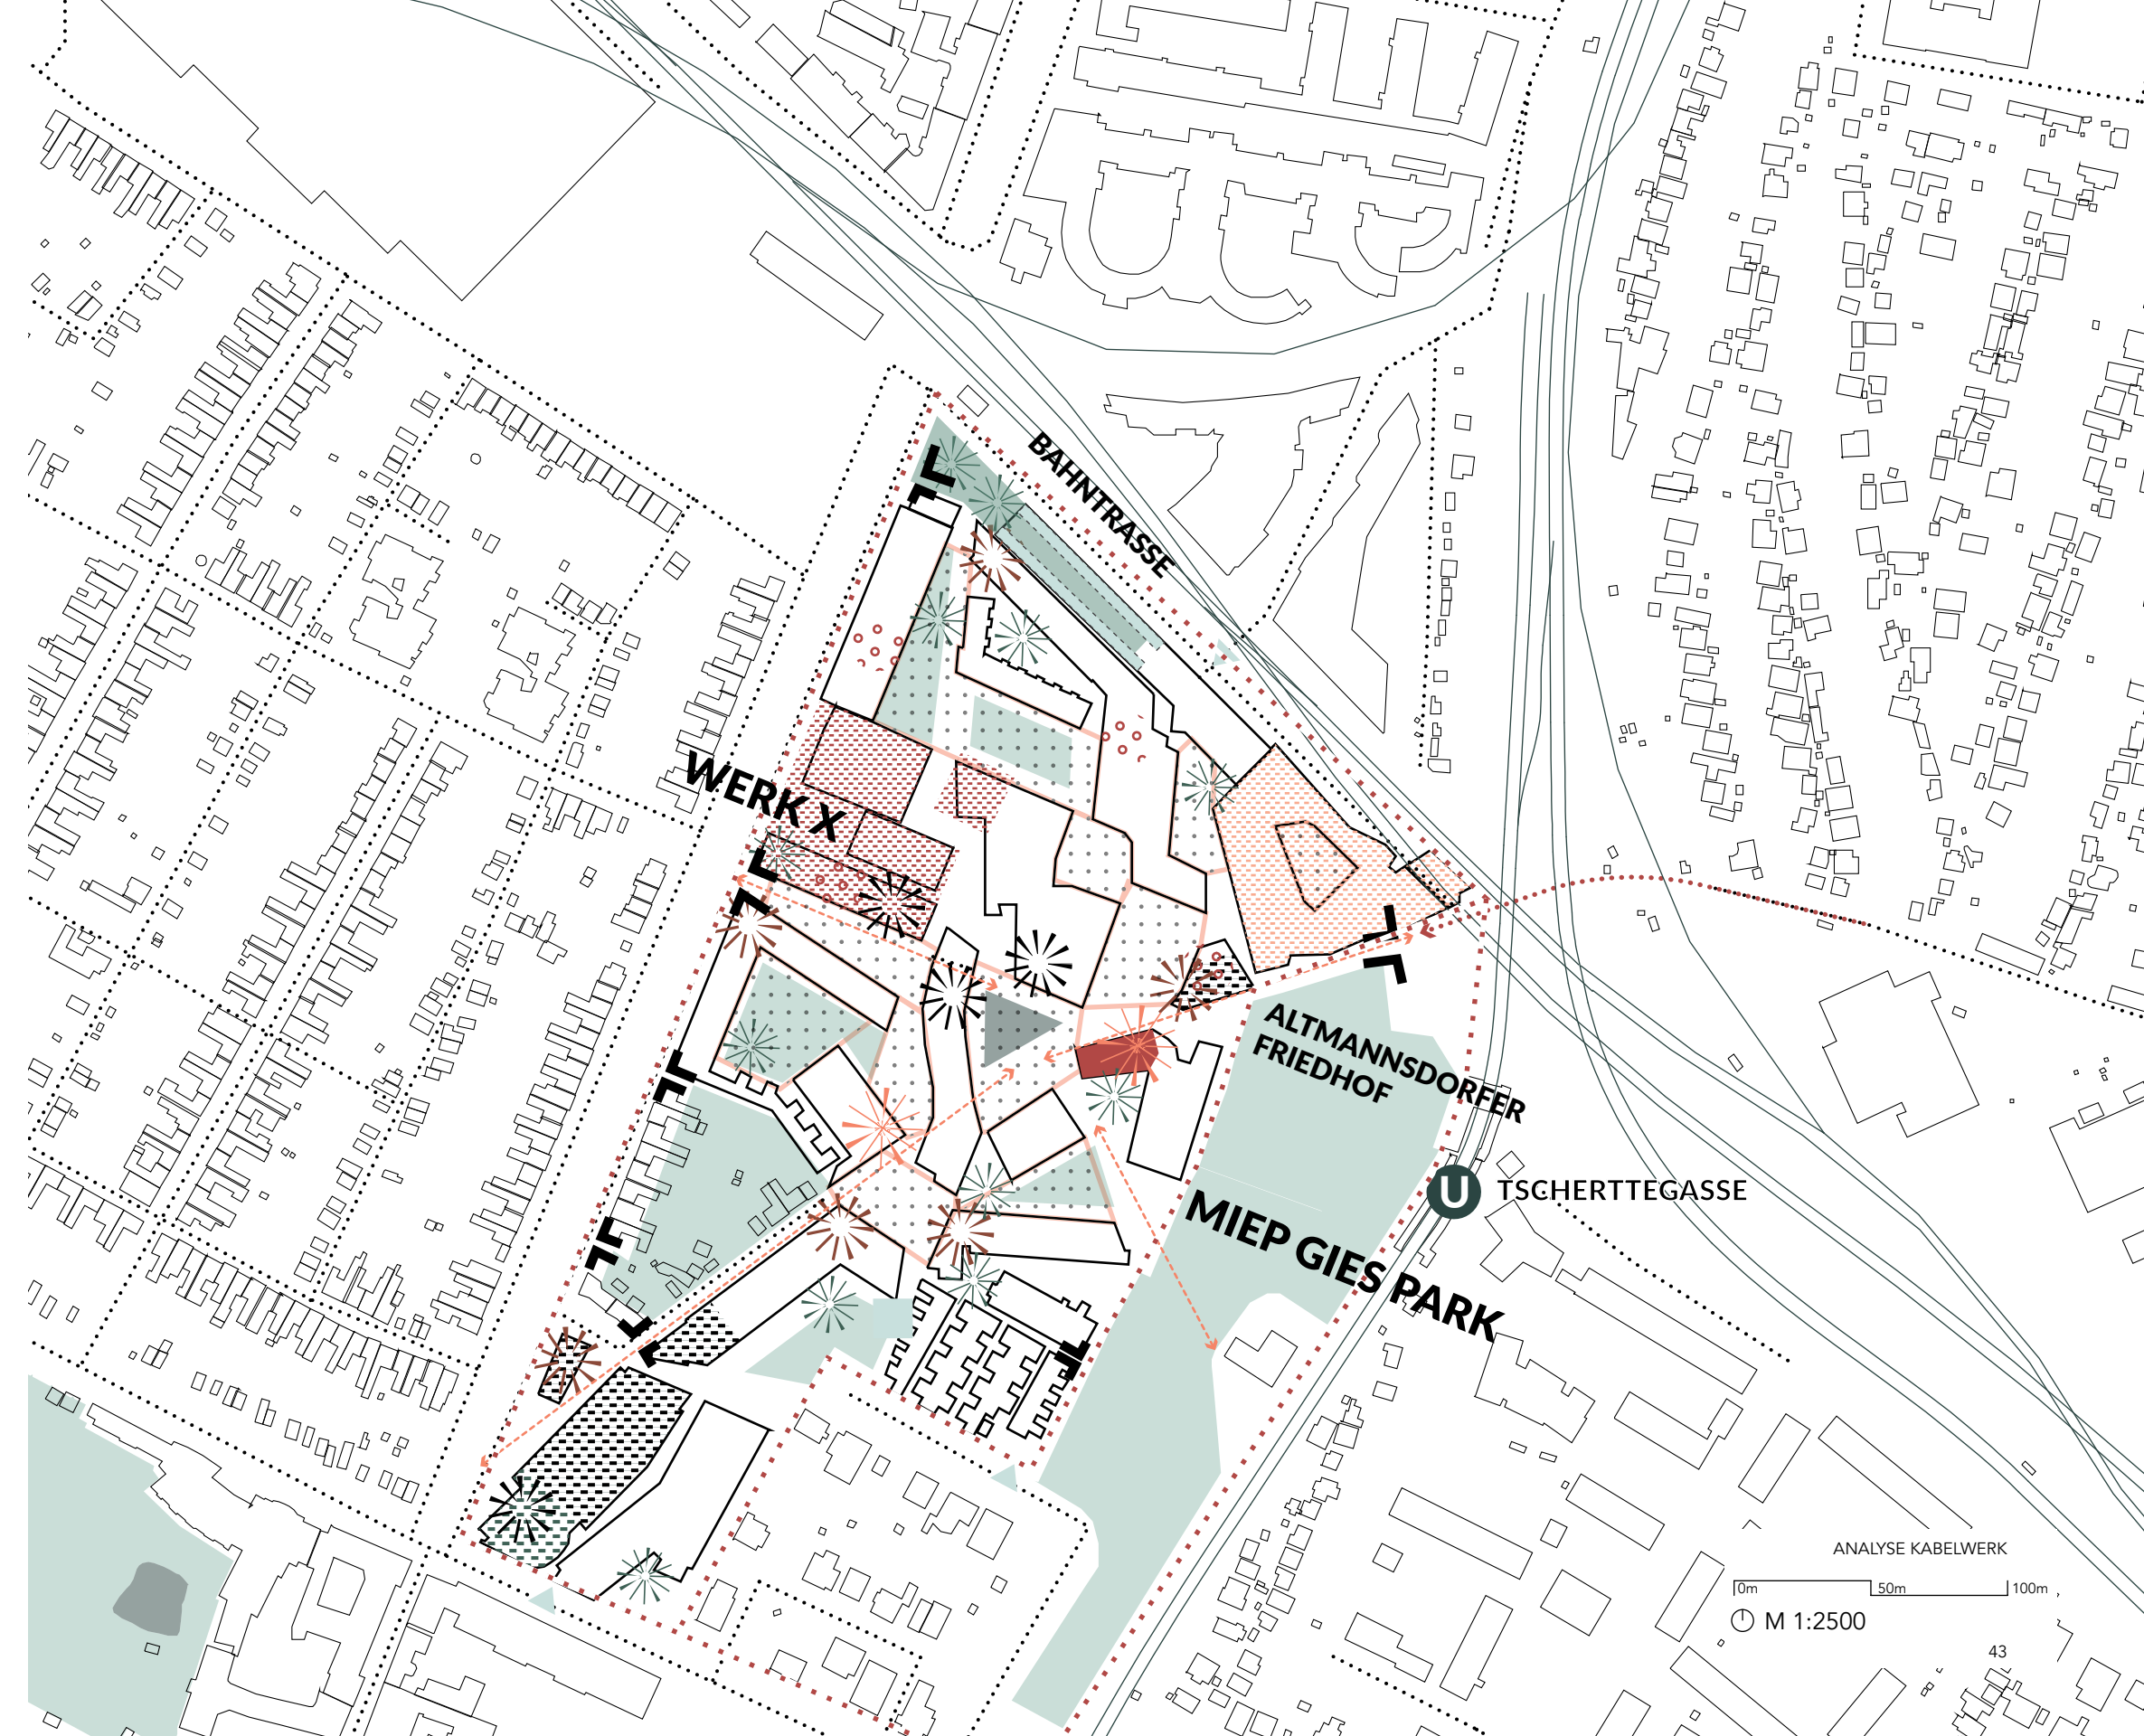 BAHNTRASSE
WERK X
ALTMANNSDORFER
FRIEDHOF
U TSCHERTTEGASSE
MIEP GIES PARK
ANALYSE KABELWERK
0m 50m 100m
M 1:2500
43